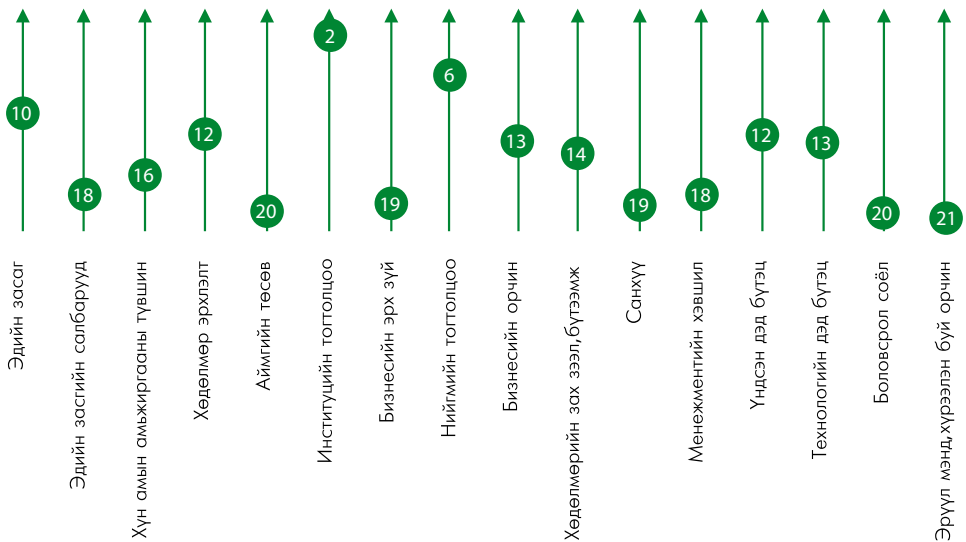 10
18
16
12
20
2
19
6
13
14
19
18
12
13
20
21
Эдийн засаг
Эдийн засгийн салбарууд
Хүн амын амьжиргааны түвшин
Хөдөлмөр эрхлэлт
Аймгийн төсөв
Институцийн тогтолцоо
Бизнесийн эрх зүй
Нийгмийн тогтолцоо
Бизнесийн орчин
Хөдөлмөрийн зах зээл,бүтээмж
Санхүү
Менежментийн хэвшил
Үндсэн дэд бүтэц
Технологийн дэд бүтэц
Боловсрол соёл
Эрүүл мэнд,хүрээлэн буй орчин